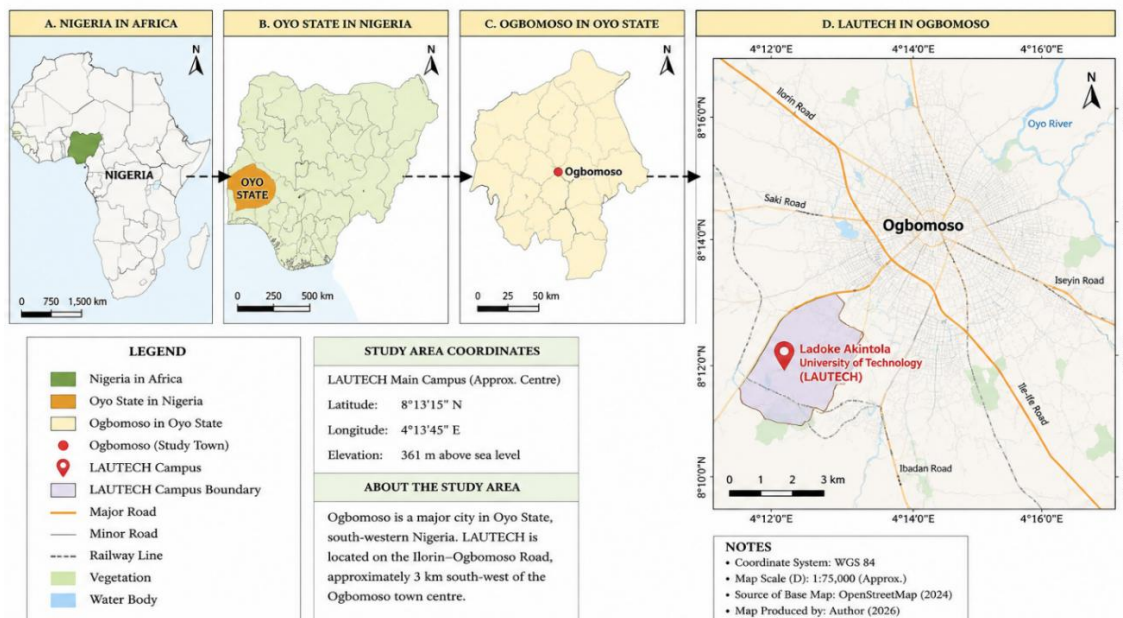 A. NIGERIA IN AFRICA
N
NIGERIA
0 750 1,500 km
B. OYO STATE IN NIGERIA
N
OYO
STATE
0 250 500 km
C. OGBOMOSO IN OYO STATE
N
Ogbomoso
0 25 50 km
D. LAUTECH IN OGBOMOSO
4°12'0"E 4°14'0"E 4°16'0"E
N
8°16'0"N
8°14'0"N
8°12'0"N
8°10'0"N
Ilorin Road
Oyo River
Saki Road
Ogbomoso
Iseyin Road
Ladoke Akintola
University of Technology
(LAUTECH)
Ile-Ife Road
Ibadan Road
0 1 2 3 km
4°12'0"E 4°14'0"E 4°16'0"E
LEGEND
Nigeria in Africa
Oyo State in Nigeria
Ogbomoso in Oyo State
Ogbomoso (Study Town)
LAUTECH Campus
LAUTECH Campus Boundary
Major Road
Minor Road
Railway Line
Vegetation
Water Body
STUDY AREA COORDINATES
LAUTECH Main Campus (Approx. Centre)
Latitude: 8°13'15" N
Longitude: 4°13'45" E
Elevation: 361 m above sea level
ABOUT THE STUDY AREA
Ogbomoso is a major city in Oyo State,
south-western Nigeria. LAUTECH is
located on the Ilorin–Ogbomoso Road,
approximately 3 km south-west of the
Ogbomoso town centre.
NOTES
• Coordinate System: WGS 84
• Map Scale (D): 1:75,000 (Approx.)
• Source of Base Map: OpenStreetMap (2024)
• Map Produced by: Author (2026)